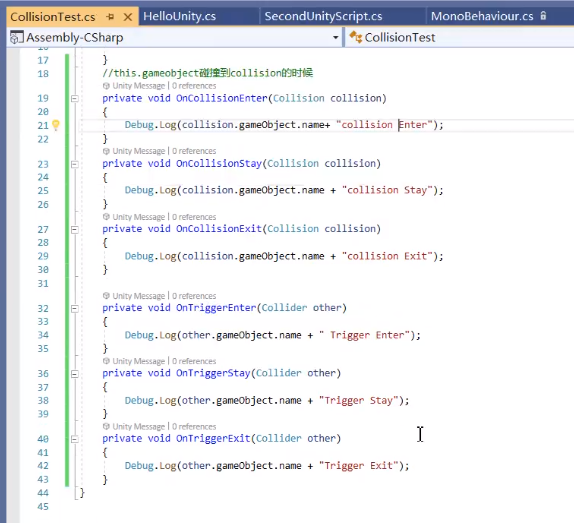 CollisionTest.cs HelloUnity.cs SecondUnityScript.cs MonoBehaviour.cs
Assembly-CSharp CollisionTest
17 }
18 //this.gameobject碰撞到collision的时候
Unity Message | 0 references
19 private void OnCollisionEnter(Collision collision)
20 {
21 Debug.Log(collision.gameObject.name+ "collision Enter");
22 }
Unity Message | 0 references
23 private void OnCollisionStay(Collision collision)
24 {
25 Debug.Log(collision.gameObject.name + "collision Stay");
26 }
Unity Message | 0 references
27 private void OnCollisionExit(Collision collision)
28 {
29 Debug.Log(collision.gameObject.name + "collision Exit");
30 }
31
Unity Message | 0 references
32 private void OnTriggerEnter(Collider other)
33 {
34 Debug.Log(other.gameObject.name + " Trigger Enter");
35 }
Unity Message | 0 references
36 private void OnTriggerStay(Collider other)
37 {
38 Debug.Log(other.gameObject.name + "Trigger Stay");
39 }
Unity Message | 0 references
40 private void OnTriggerExit(Collider other)
41 {
42 Debug.Log(other.gameObject.name + "Trigger Exit");
43 }
44 }
45